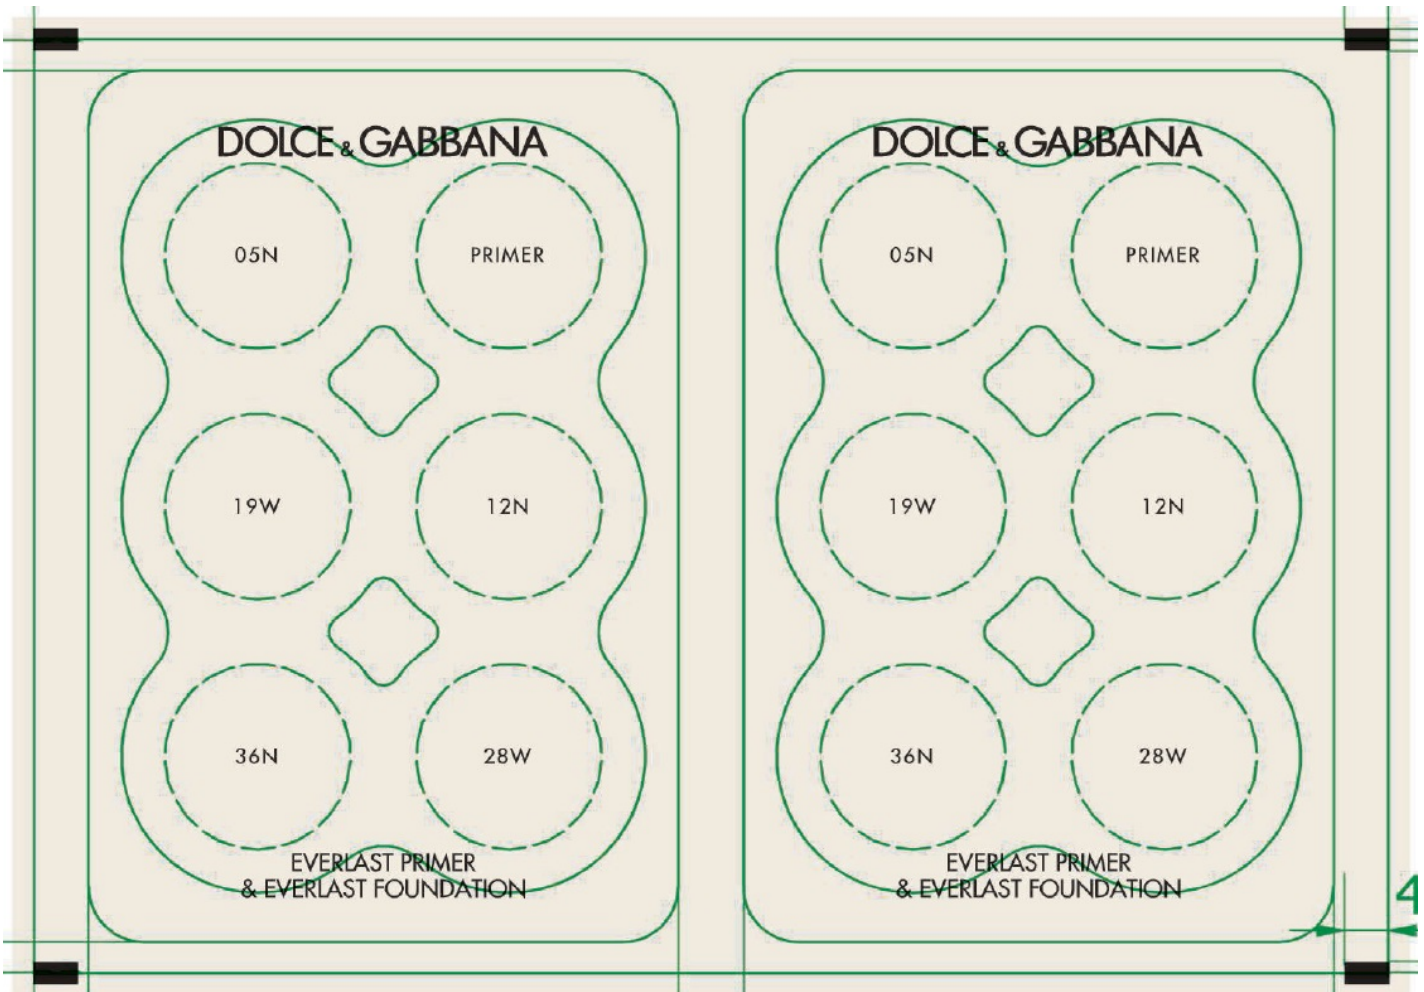 DOLCE & GABBANA
05N PRIMER
19W 12N
36N 28W
EVERLAST PRIMER
& EVERLAST FOUNDATION
DOLCE & GABBANA
05N PRIMER
19W 12N
36N 28W
EVERLAST PRIMER
& EVERLAST FOUNDATION
4